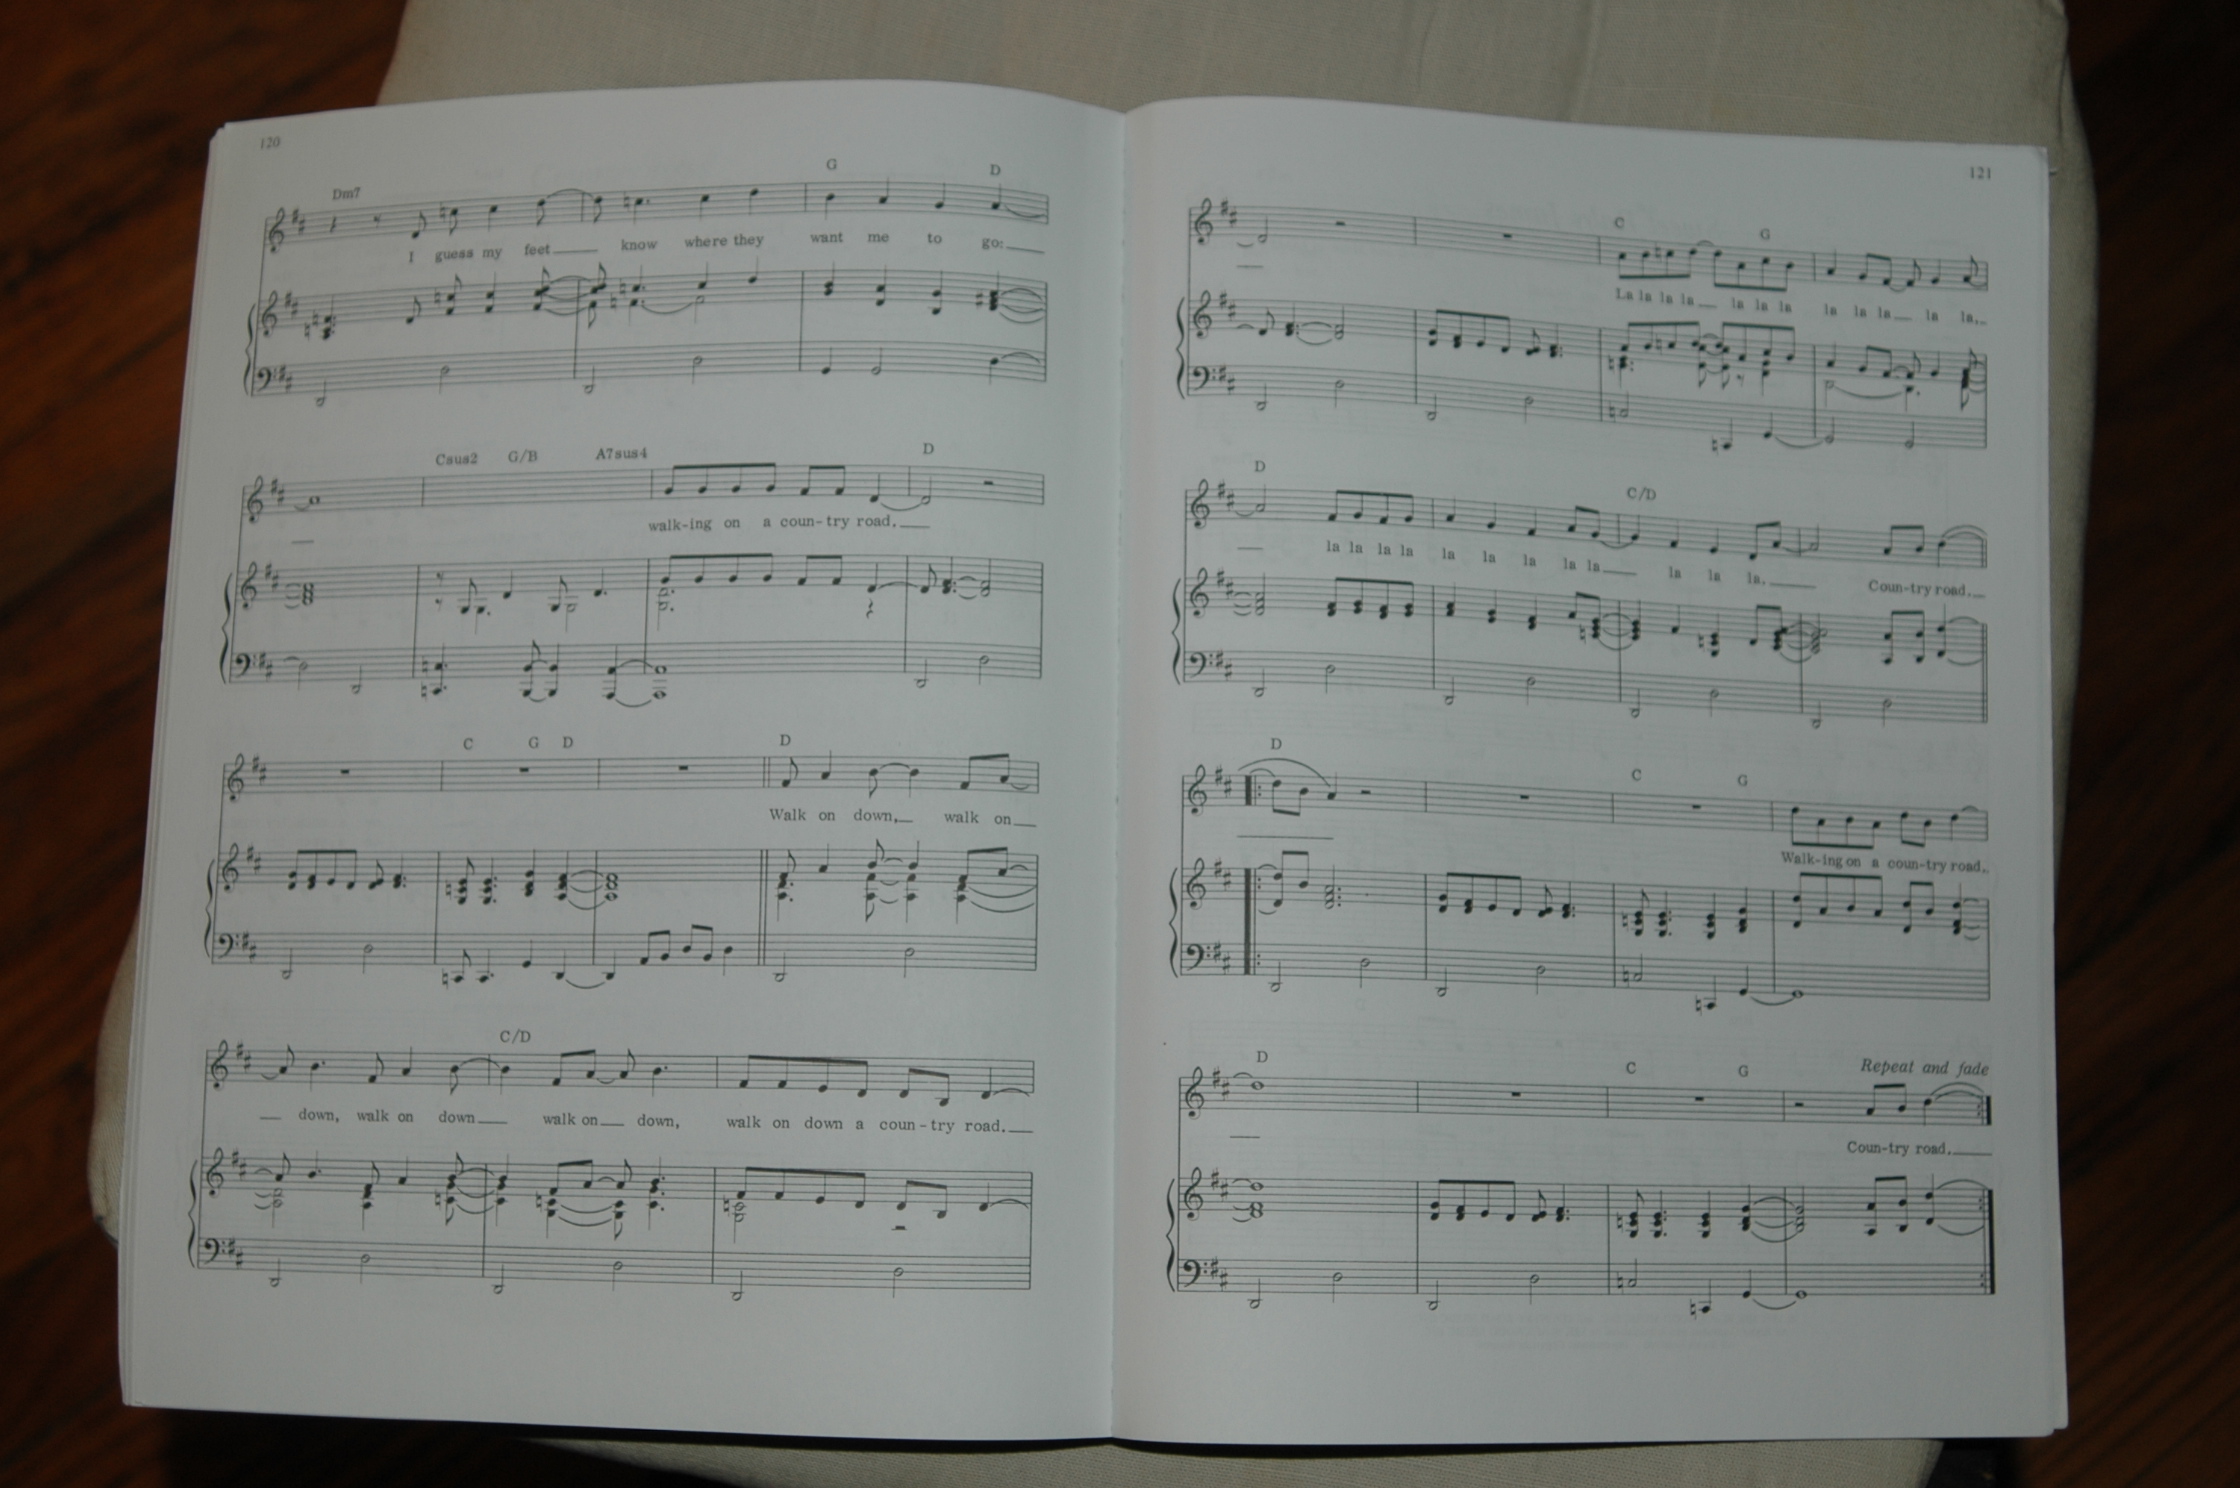 120
Dm7 G D
I guess my feet know where they want me to go:
Csus2 G/B A7sus4 D
walk-ing on a coun-try road.
C G D D
Walk on down, walk on
C/D
down, walk on down walk on down, walk on down a coun-try road.
121
C G
La la la la la la la la la la la la.
D C/D
la la la la la la la la la la la la. Coun-try road.
D C G
Walk-ing on a coun-try road.
D C G Repeat and fade
Coun-try road.